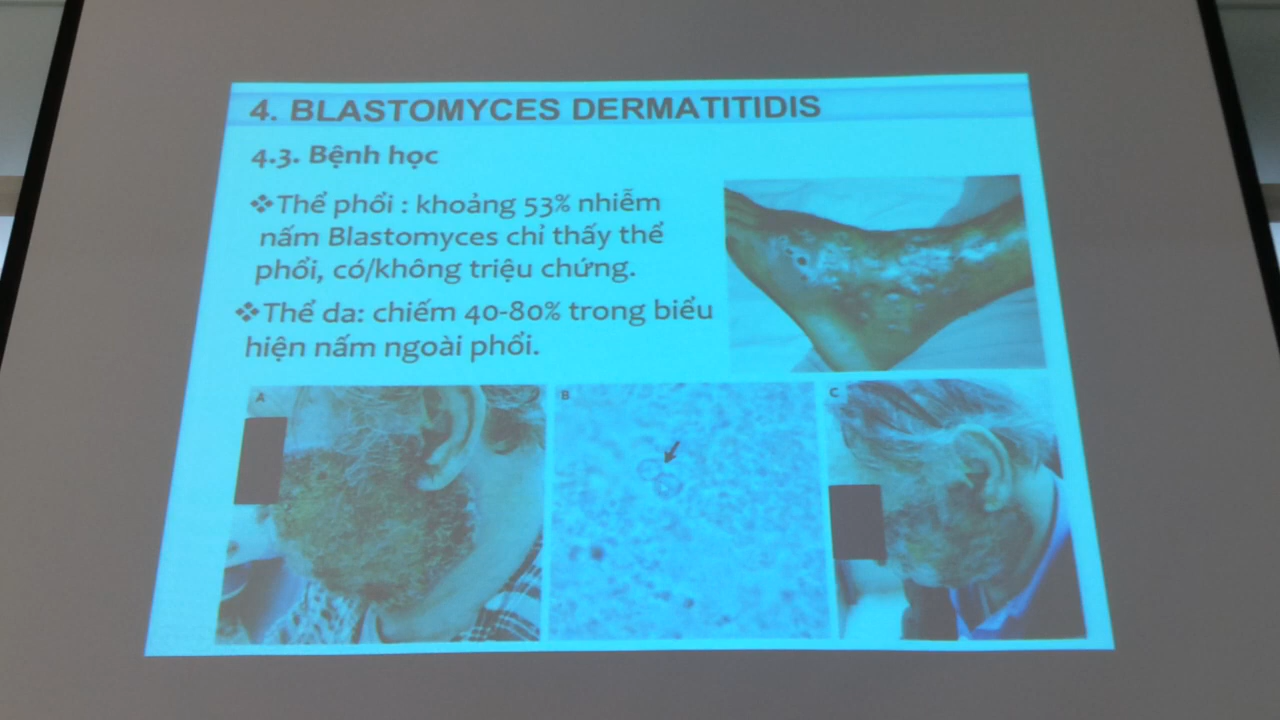 4. BLASTOMYCES DERMATITIDIS
4.3. Bệnh học
❖Thể phổi : khoảng 53% nhiễm
nấm Blastomyces chỉ thấy thể
phổi, có/không triệu chứng.
❖Thể da: chiếm 40-80% trong biểu
hiện nấm ngoài phổi.
A
B
C